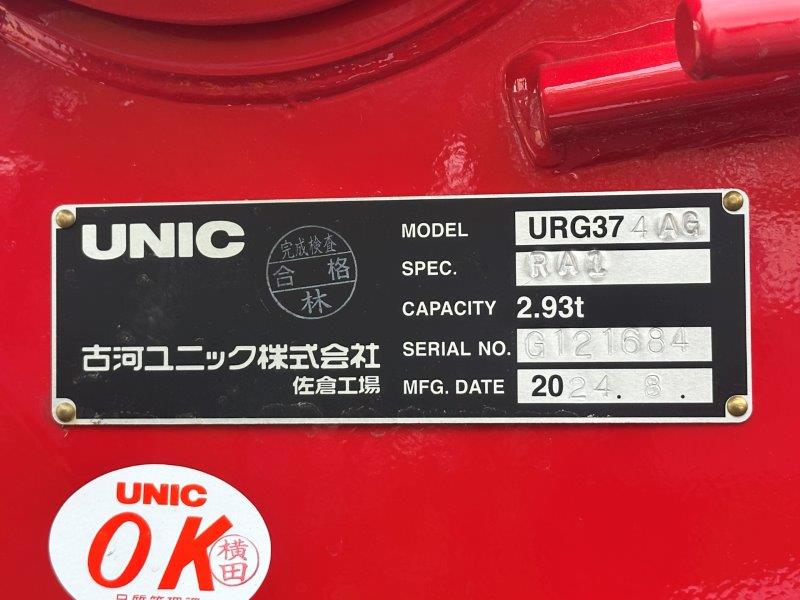 UNIC
完成検査
合格
林
MODEL URG374AG
SPEC. RA1
CAPACITY 2.93t
SERIAL NO. G121684
MFG. DATE 2024.8.
古河ユニック株式会社
佐倉工場
UNIC
OK
横田